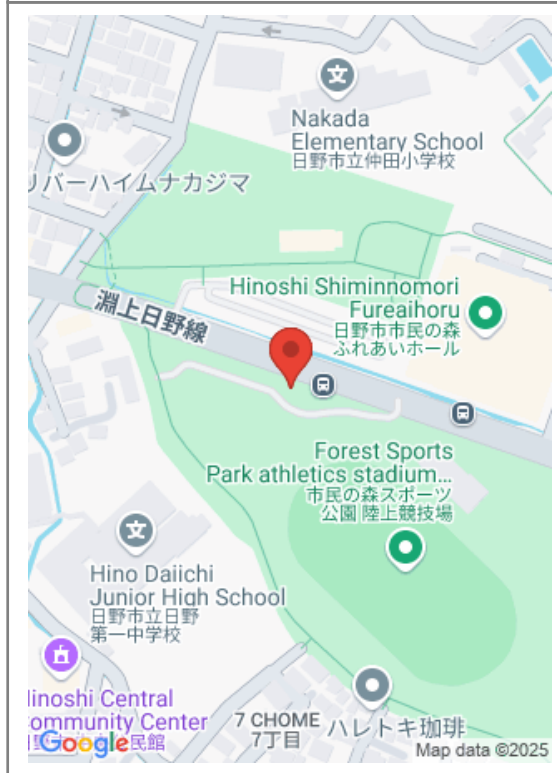 Nakada
Elementary School
日野市立仲田小学校
リバーハイムナカジマ
Hinoshi Shiminnomori
Fureaihoru
日野市市民の森
ふれあいホール
淵上日野線
Forest Sports
Park athletics stadium...
市民の森スポーツ
公園 陸上競技場
Hino Daiichi
Junior High School
日野市立日野
第一中学校
Hinoshi Central
Community Center
7 CHOME
7丁目
ハレトキ珈琲
Google
Map data ©2025